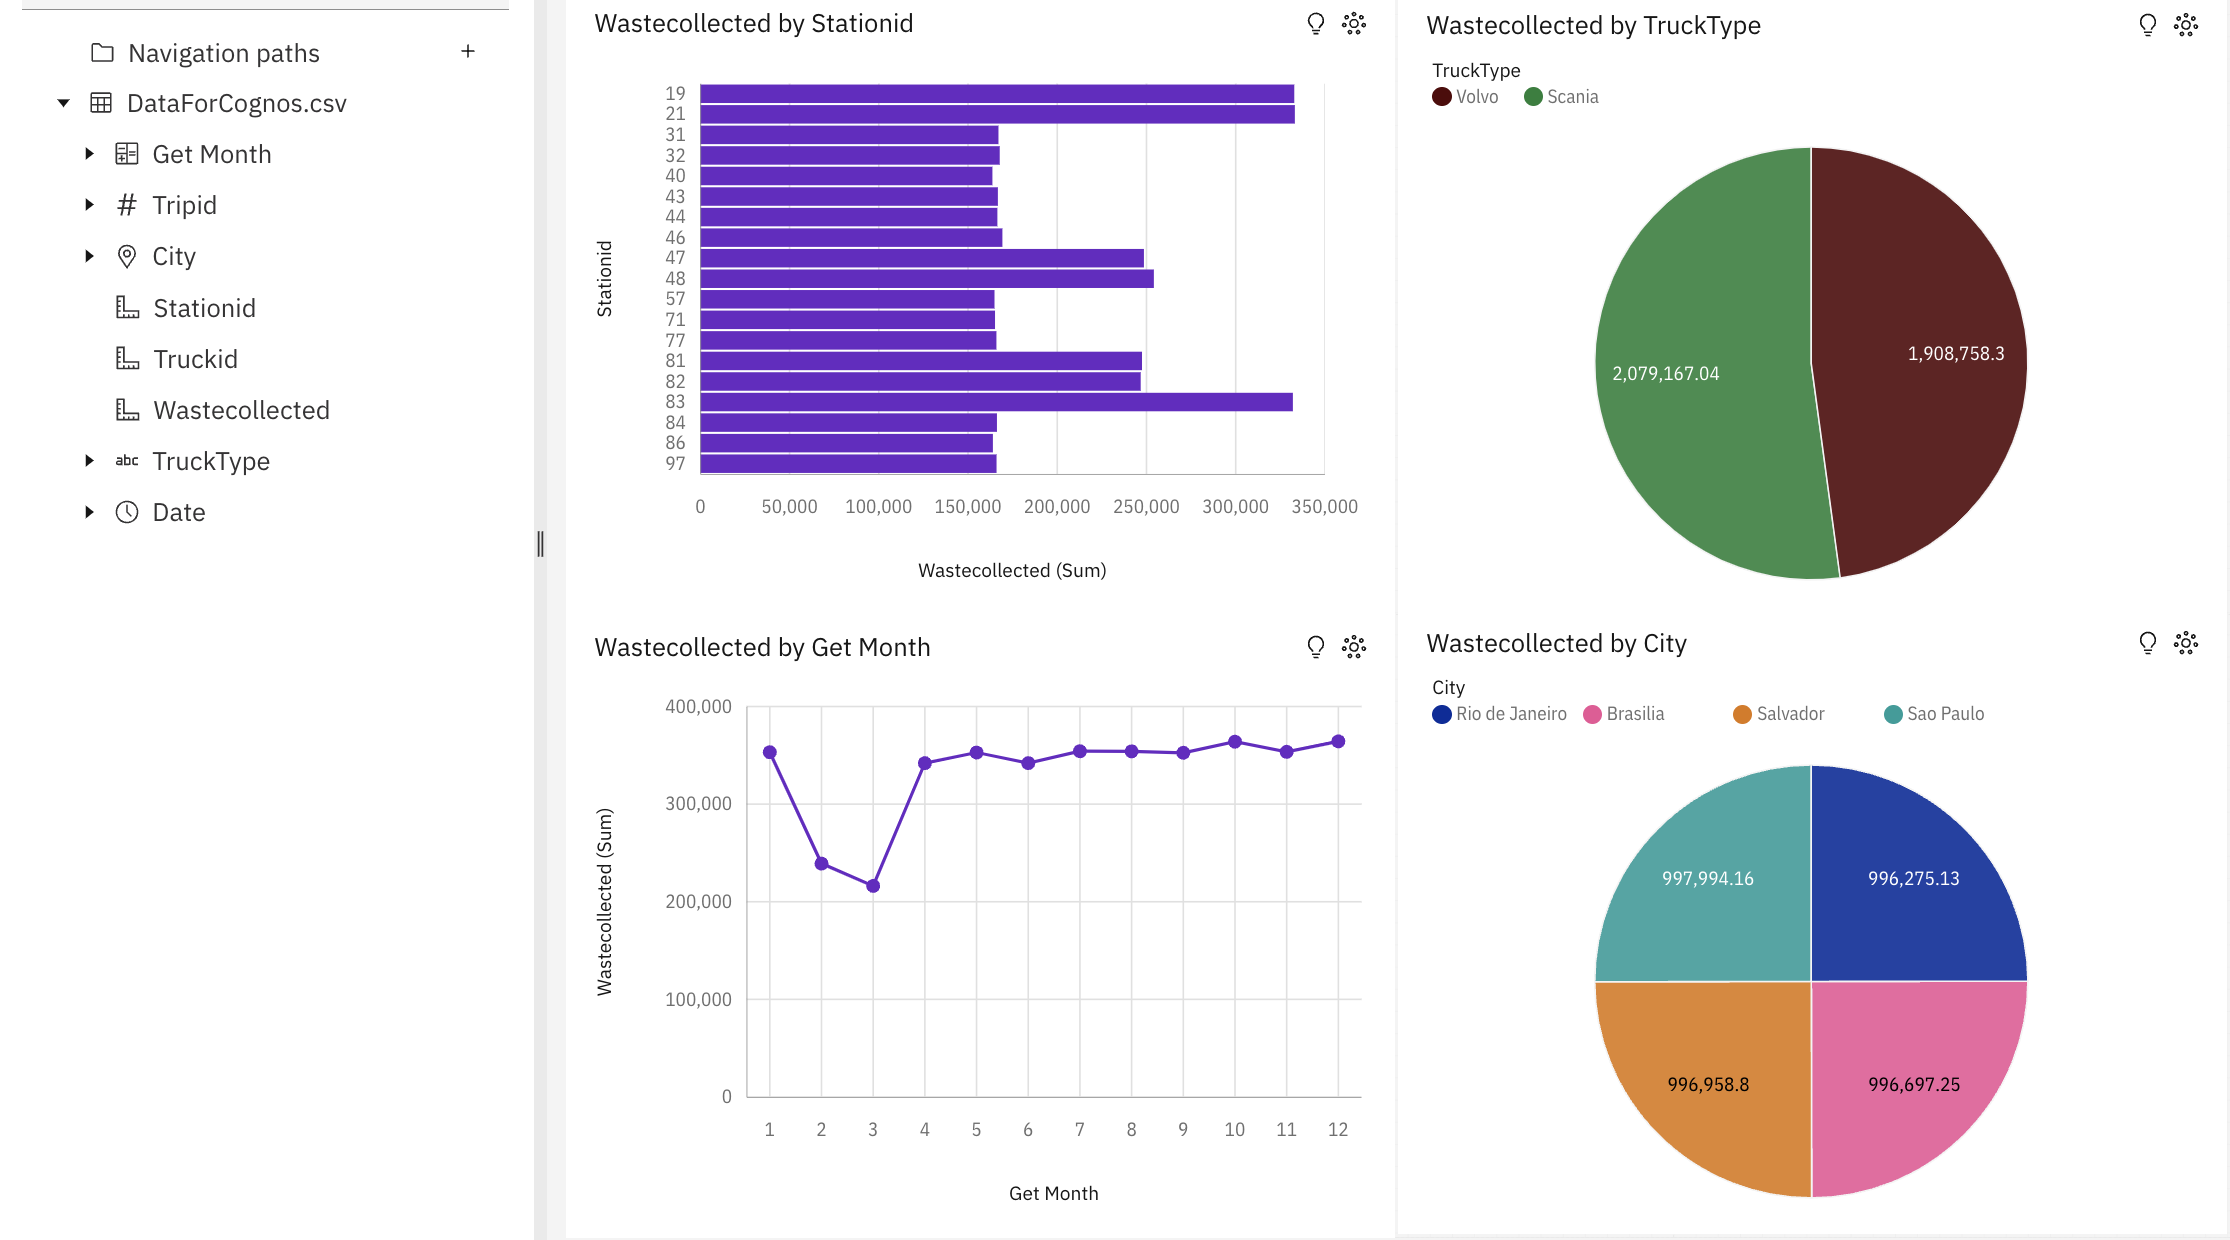 Navigation paths +
DataForCognos.csv
Get Month
Tripid
City
Stationid
Truckid
Wastecollected
abc TruckType
Date
Wastecollected by Stationid
Stationid
19
21
31
32
40
43
44
46
47
48
57
71
77
81
82
83
84
86
97
0 50,000 100,000 150,000 200,000 250,000 300,000 350,000
Wastecollected (Sum)
Wastecollected by TruckType
TruckType
Volvo Scania
1,908,758.3
2,079,167.04
Wastecollected by Get Month
Wastecollected (Sum)
400,000
300,000
200,000
100,000
0
1 2 3 4 5 6 7 8 9 10 11 12
Get Month
Wastecollected by City
City
Rio de Janeiro Brasilia Salvador Sao Paulo
997,994.16 996,275.13
996,958.8 996,697.25